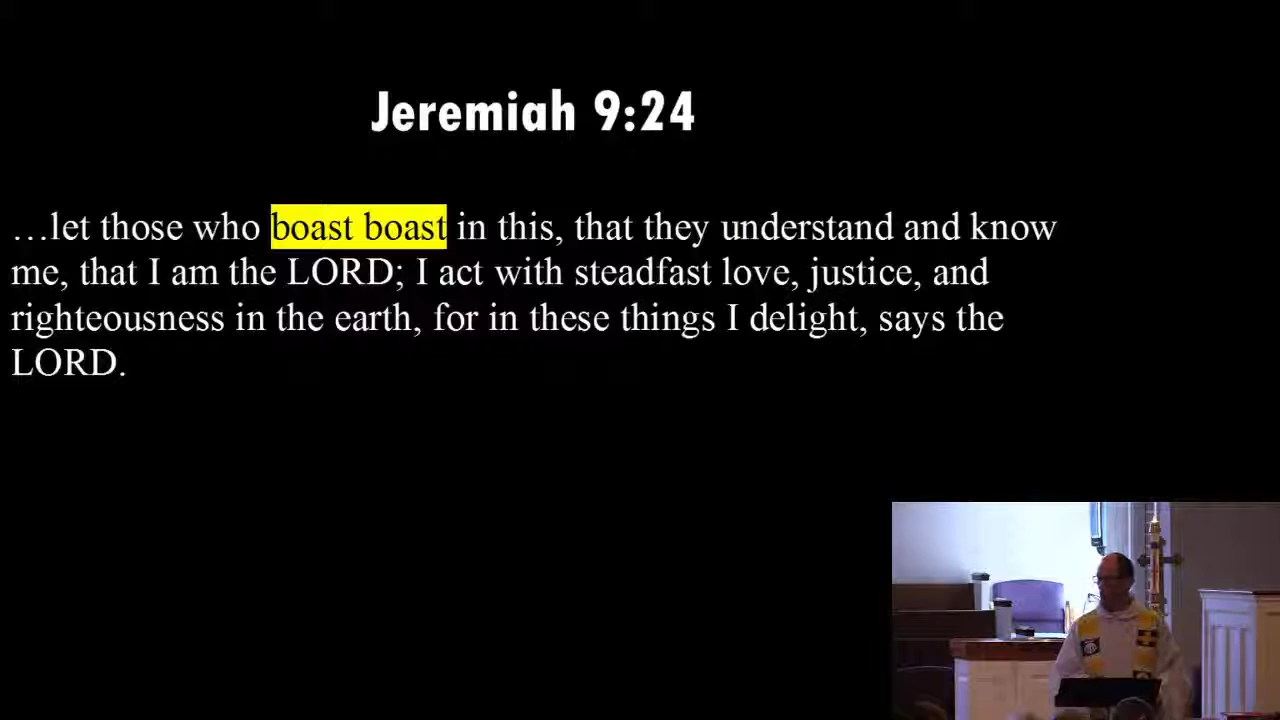 Jeremiah 9:24
…let those who boast boast in this, that they understand and know
me, that I am the LORD; I act with steadfast love, justice, and
righteousness in the earth, for in these things I delight, says the
LORD.